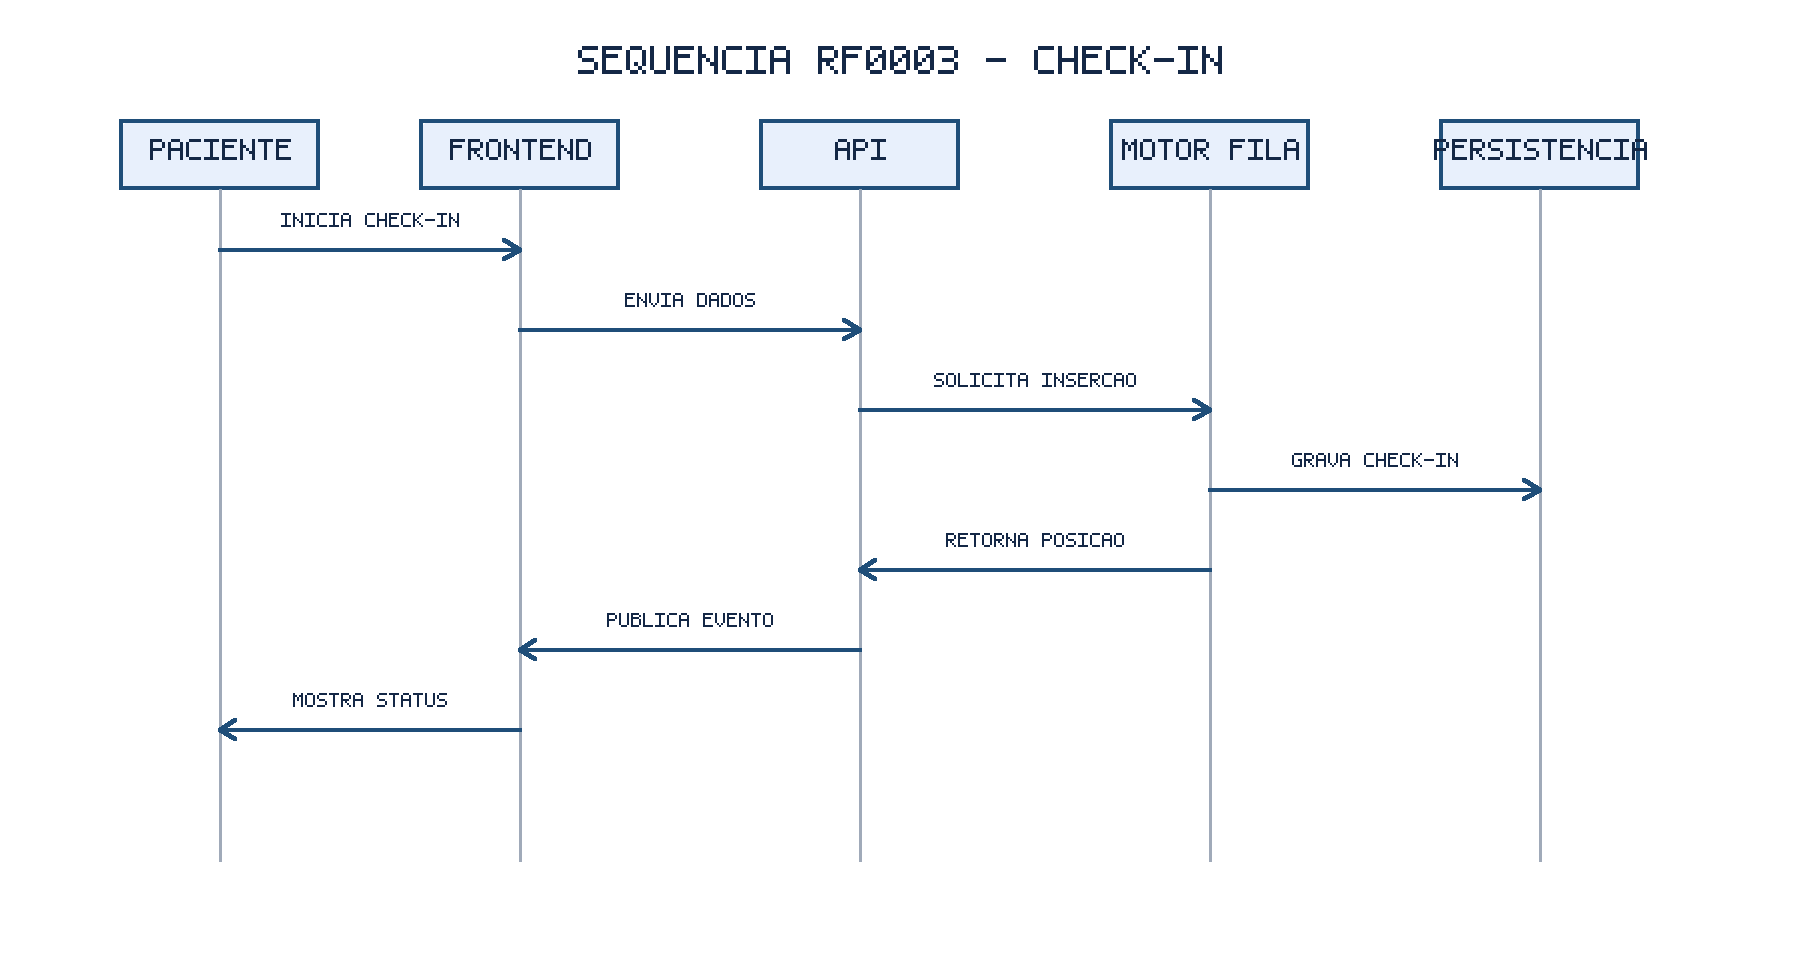 SEQUENCIA RF0003 - CHECK-IN
PACIENTE
FRONTEND
API
MOTOR FILA
PERSISTENCIA
INICIA CHECK-IN
ENVIA DADOS
SOLICITA INSERCAO
GRAVA CHECK-IN
RETORNA POSICAO
PUBLICA EVENTO
MOSTRA STATUS